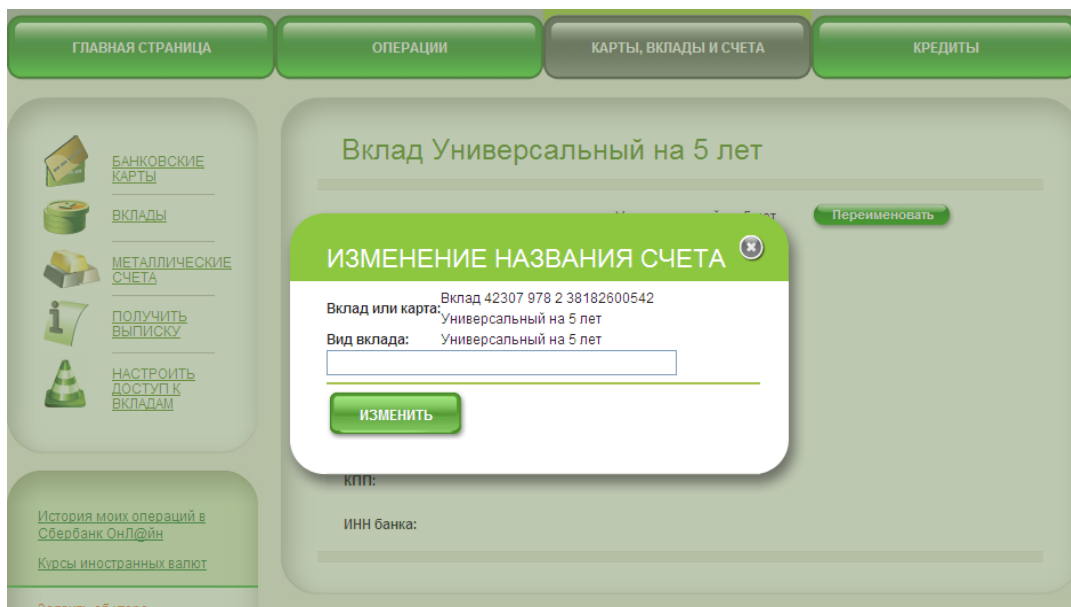 ГЛАВНАЯ СТРАНИЦА
ОПЕРАЦИИ
КАРТЫ, ВКЛАДЫ И СЧЕТА
КРЕДИТЫ
БАНКОВСКИЕ
КАРТЫ
ВКЛАДЫ
МЕТАЛЛИЧЕСКИЕ
СЧЕТА
ПОЛУЧИТЬ
ВЫПИСКУ
НАСТРОИТЬ
ДОСТУП К
ВКЛАДАМ
История моих операций в
Сбербанк ОнЛ@йн
Курсы иностранных валют
Вклад Универсальный на 5 лет
Переименовать
ИЗМЕНЕНИЕ НАЗВАНИЯ СЧЕТА
Вклад или карта: Вклад 42307 978 2 38182600542
Универсальный на 5 лет
Вид вклада: Универсальный на 5 лет
ИЗМЕНИТЬ
КПП:
ИНН банка: